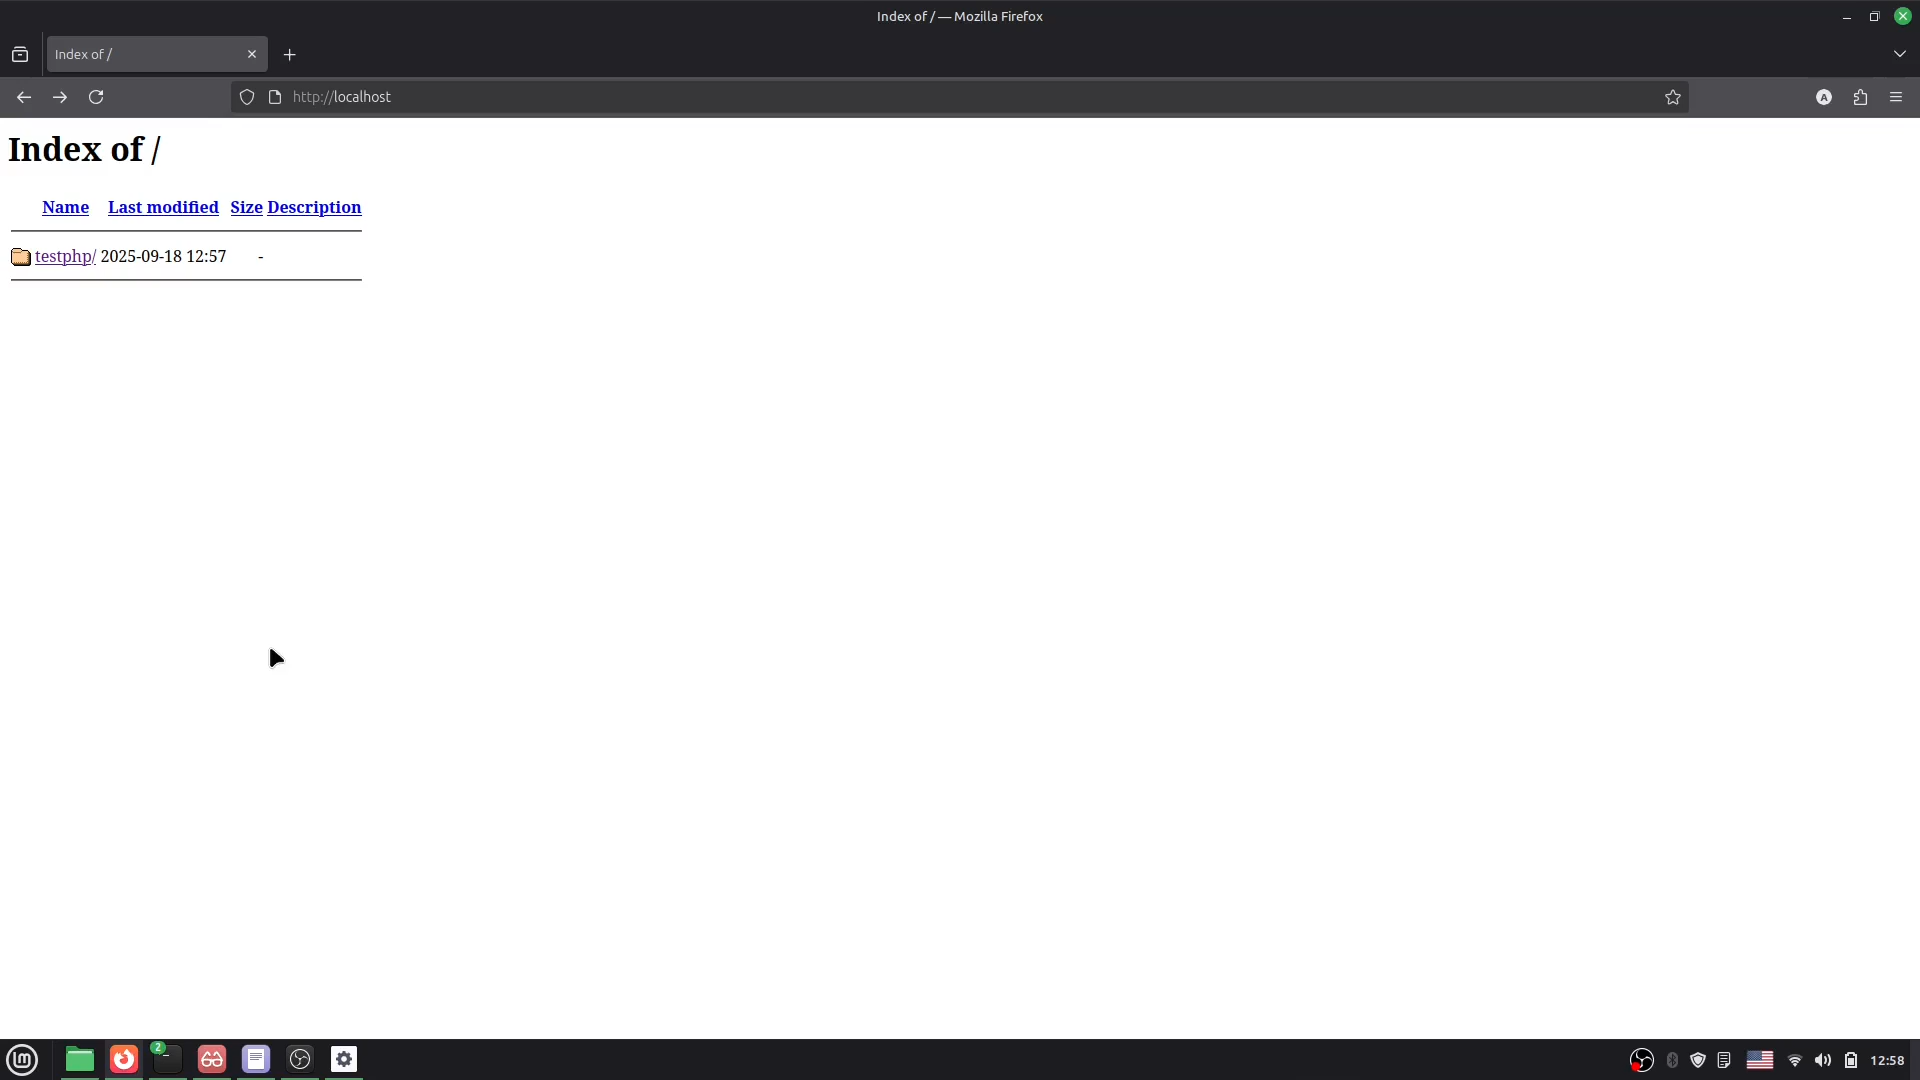 Index of / — Mozilla Firefox
Index of /
http://localhost
A
Index of /
Name Last modified Size Description
testphp/ 2025-09-18 12:57 -
2
12:58